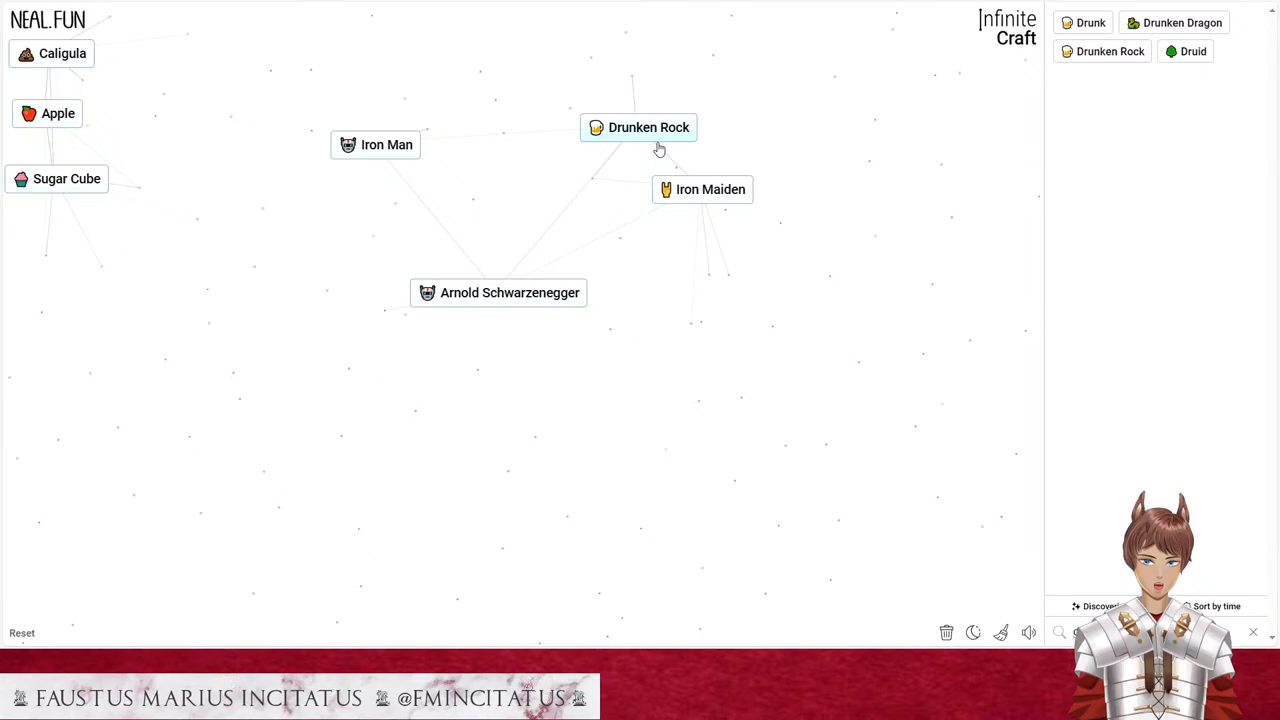 NEAL.FUN
Infinite
Craft
Caligula
Apple
Sugar Cube
Iron Man
Drunken Rock
Iron Maiden
Arnold Schwarzenegger
Drunk
Drunken Dragon
Drunken Rock
Druid
Reset
Sort by time
FAUSTUS MARIUS INCITATUS @FMINCITATUS